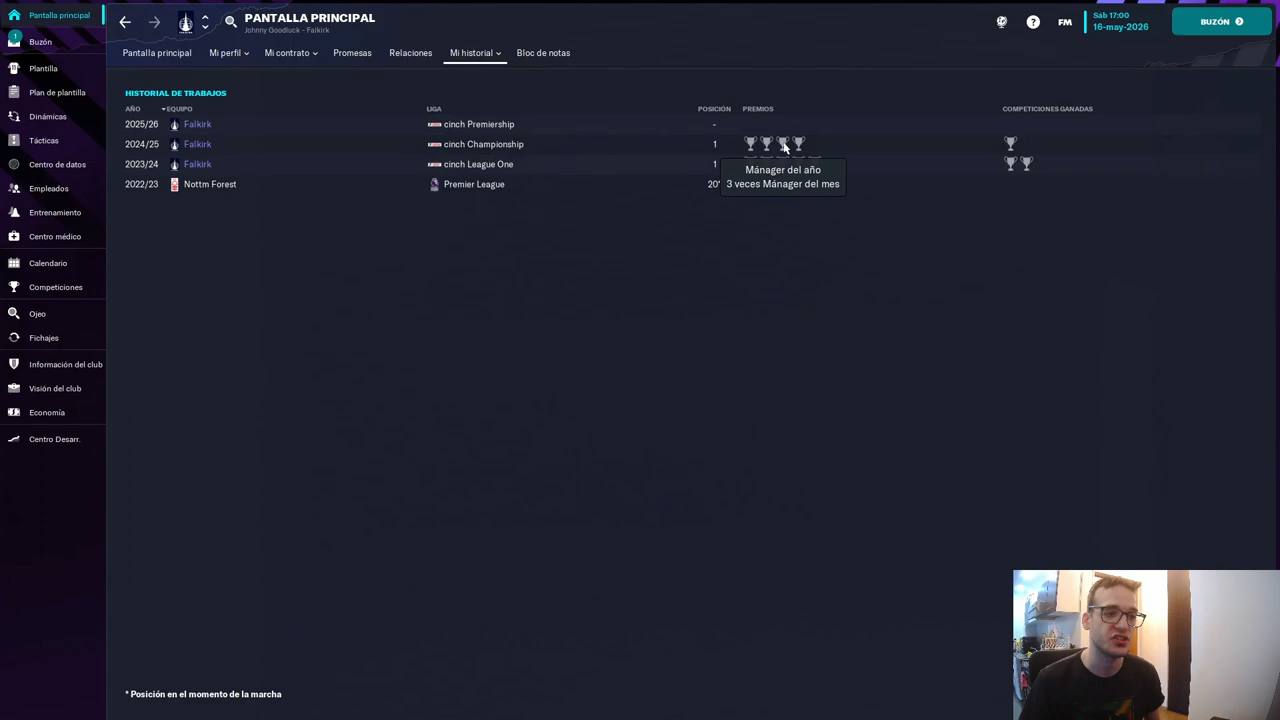 Pantalla principal
PANTALLA PRINCIPAL
Johnny Goodluck - Falkirk
FM
Sáb 17:00
16-may-2026
BUZÓN
1
Buzón
Pantalla principal
Mi perfil
Mi contrato
Promesas
Relaciones
Mi historial
Bloc de notas
Plantilla
Plan de plantilla
Dinámicas
Tácticas
Centro de datos
Empleados
Entrenamiento
Centro médico
Calendario
Competiciones
Ojeo
Fichajes
Información del club
Visión del club
Economía
Centro Desarr.
HISTORIAL DE TRABAJOS
AÑO EQUIPO LIGA POSICIÓN PREMIOS COMPETICIONES GANADAS
2025/26 Falkirk cinch Premiership -
2024/25 Falkirk cinch Championship 1
2023/24 Falkirk cinch League One 1
2022/23 Nottm Forest Premier League 20*
Mánager del año
3 veces Mánager del mes
* Posición en el momento de la marcha